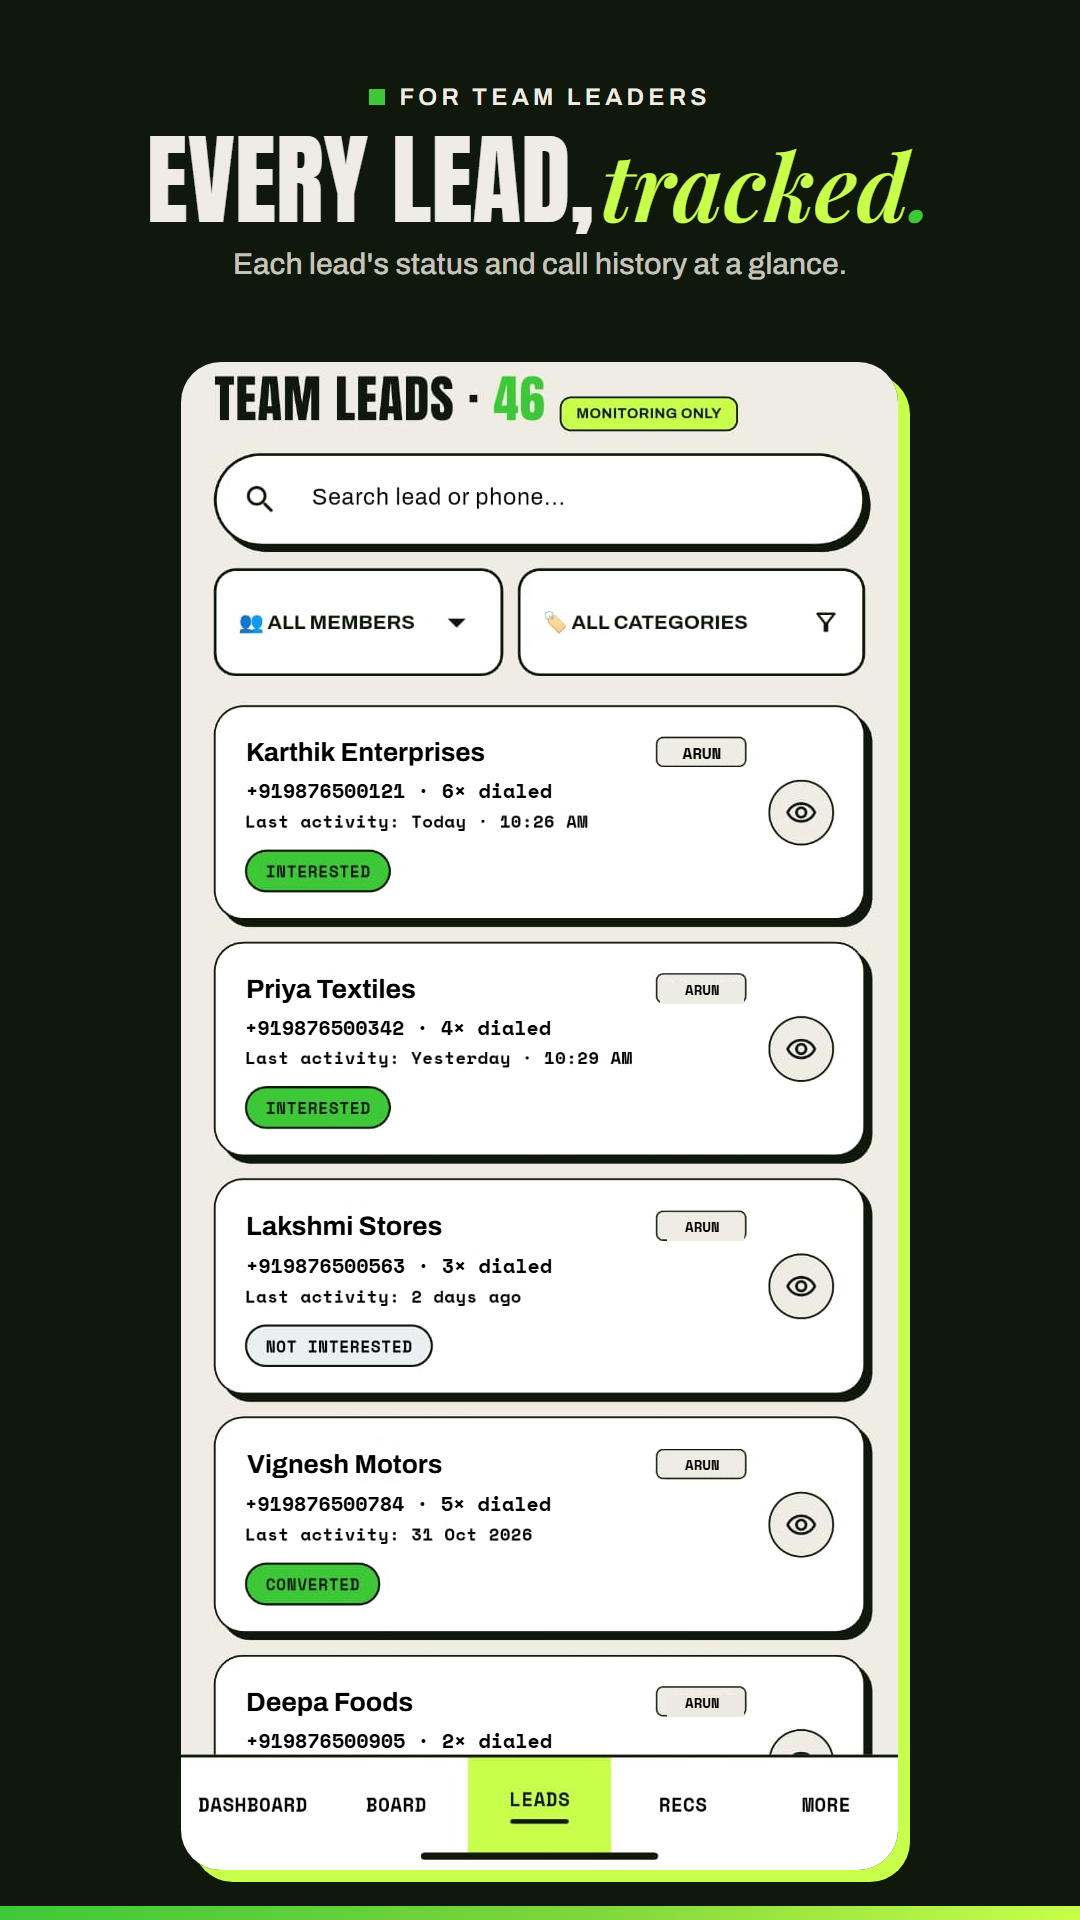 FOR TEAM LEADERS
EVERY LEAD, tracked.
Each lead's status and call history at a glance.
TEAM LEADS · 46 MONITORING ONLY
Search lead or phone...
ALL MEMBERS ALL CATEGORIES
Karthik Enterprises ARUN
+919876500121 · 6× dialed
Last activity: Today · 10:26 AM
INTERESTED
Priya Textiles ARUN
+919876500342 · 4× dialed
Last activity: Yesterday · 10:29 AM
INTERESTED
Lakshmi Stores ARUN
+919876500563 · 3× dialed
Last activity: 2 days ago
NOT INTERESTED
Vignesh Motors ARUN
+919876500784 · 5× dialed
Last activity: 31 Oct 2026
CONVERTED
Deepa Foods ARUN
+919876500905 · 2× dialed
DASHBOARD BOARD LEADS RECS MORE